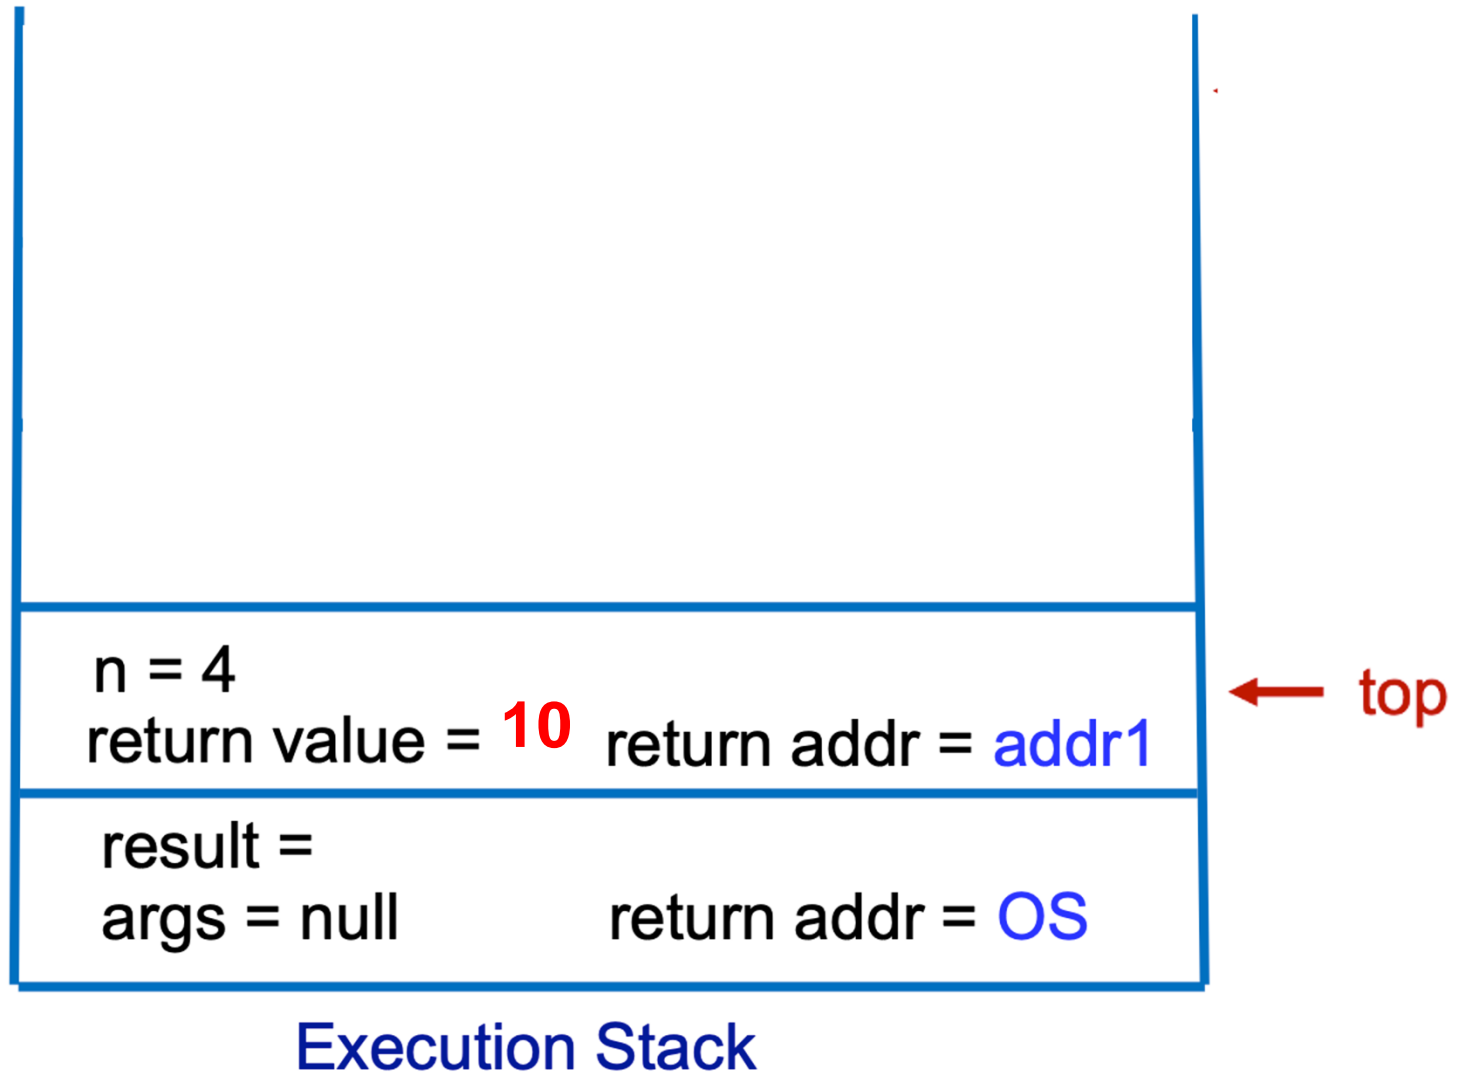 n = 4
return value = 10 return addr = addr1
top
result =
args = null return addr = OS
Execution Stack